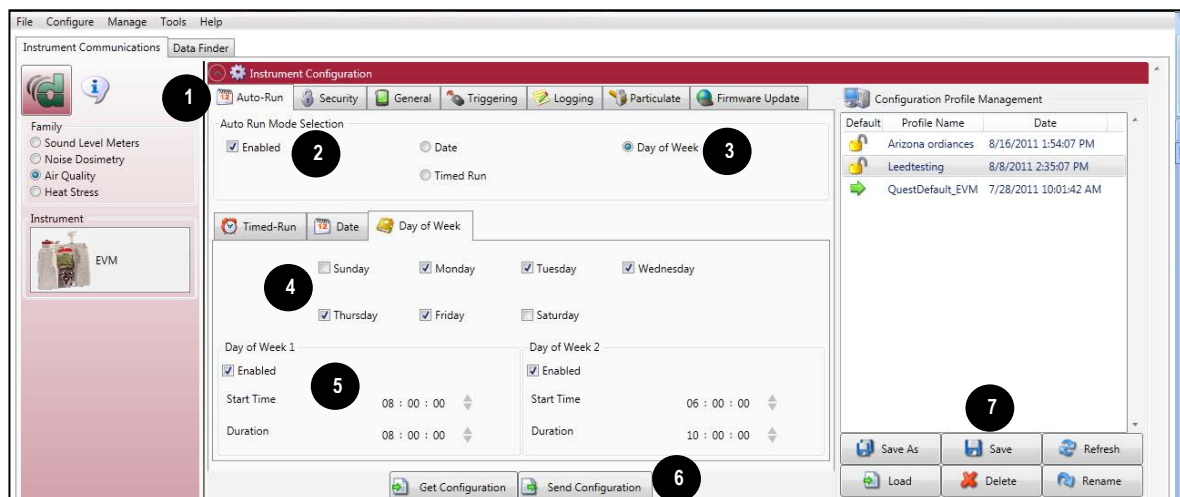 File Configure Manage Tools Help
Instrument Communications Data Finder
Instrument Configuration
1 Auto-Run Security General Triggering Logging Particulate Firmware Update
Configuration Profile Management
Family
Sound Level Meters
Noise Dosimetry
Air Quality
Heat Stress
Instrument
EVM
Auto Run Mode Selection
Enabled 2 Date Day of Week 3
Timed Run
Timed-Run Date Day of Week
4 Sunday Monday Tuesday Wednesday
Thursday Friday Saturday
Day of Week 1
Enabled
5
Start Time 08 : 00 : 00
Duration 08 : 00 : 00
Day of Week 2
Enabled
Start Time 06 : 00 : 00
Duration 10 : 00 : 00
Get Configuration Send Configuration 6
Default Profile Name Date
Arizona ordiances 8/16/2011 1:54:07 PM
Leedtesting 8/8/2011 2:35:07 PM
QuestDefault_EVM 7/28/2011 10:01:42 AM
7
Save As Save Refresh
Load Delete Rename